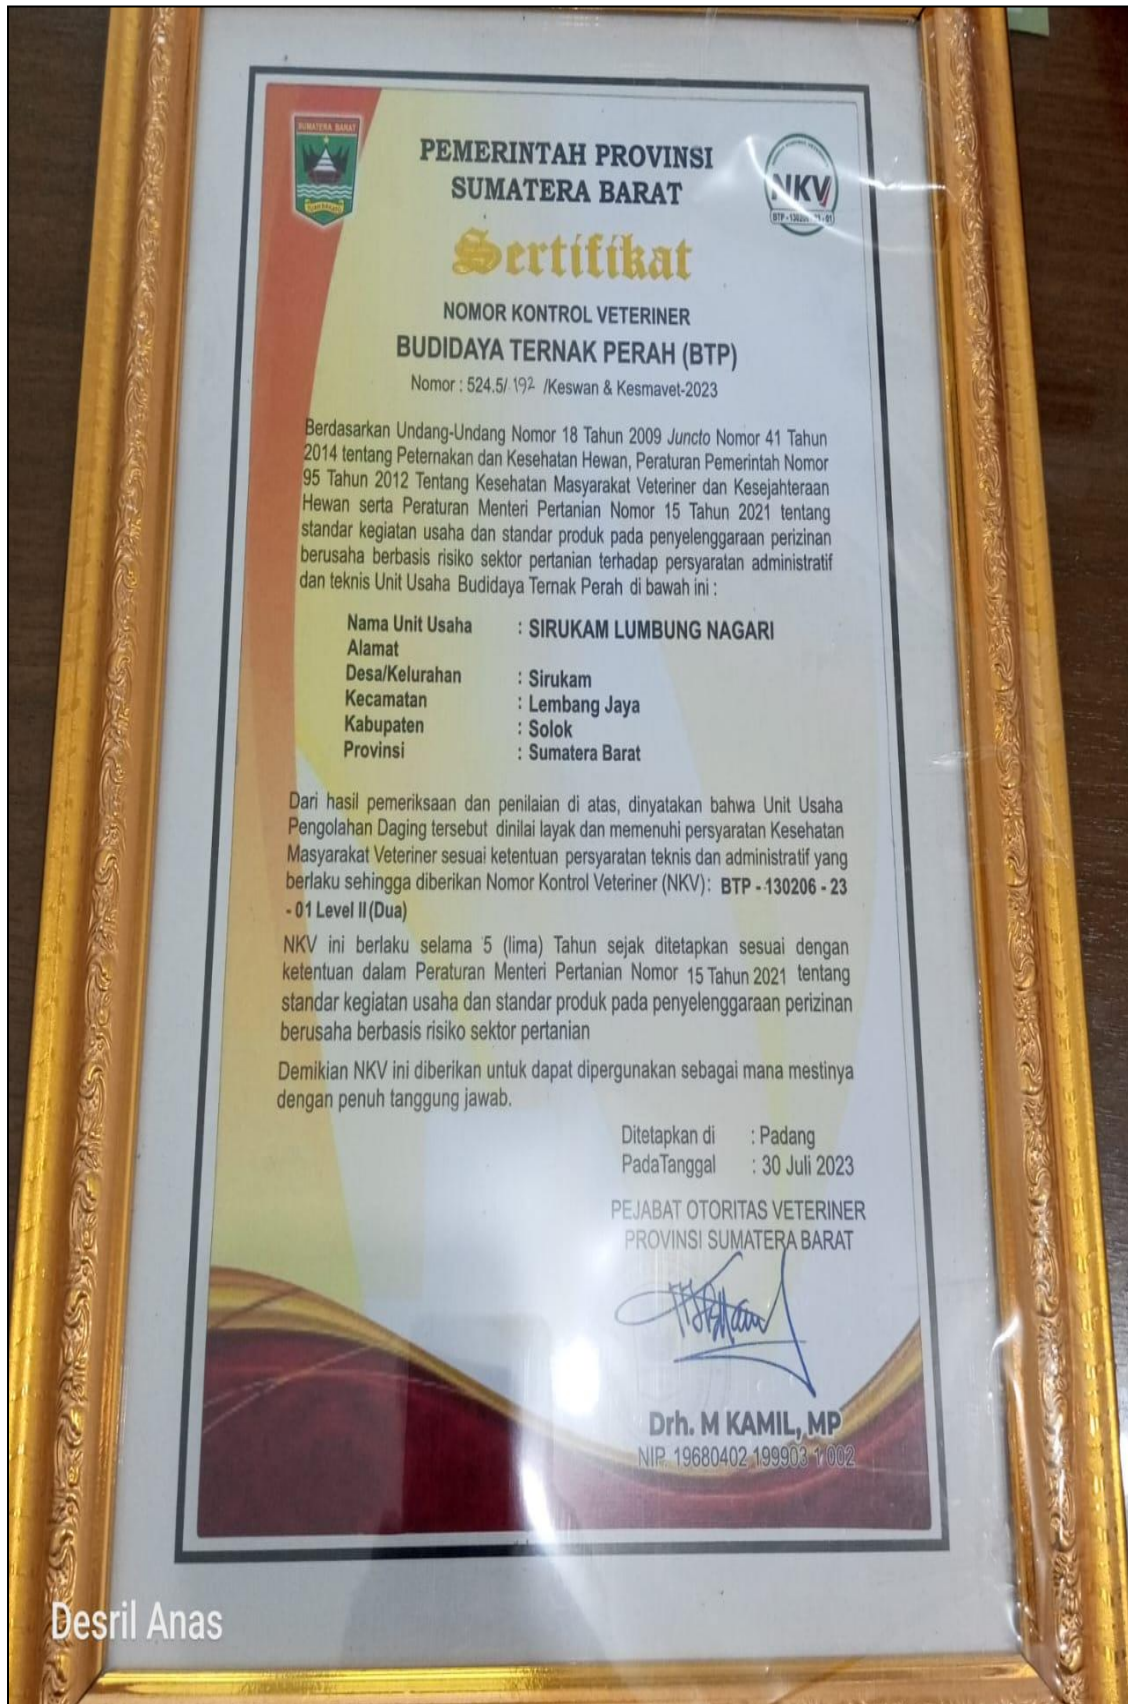 SUMATERA BARAT
PEMERINTAH PROVINSI
SUMATERA BARAT
NKV
Sertifikat
NOMOR KONTROL VETERINER
BUDIDAYA TERNAK PERAH (BTP)
Nomor : 524.5/ 192 /Keswan & Kesmavet-2023
Berdasarkan Undang-Undang Nomor 18 Tahun 2009 Juncto Nomor 41 Tahun
2014 tentang Peternakan dan Kesehatan Hewan, Peraturan Pemerintah Nomor
95 Tahun 2012 Tentang Kesehatan Masyarakat Veteriner dan Kesejahteraan
Hewan serta Peraturan Menteri Pertanian Nomor 15 Tahun 2021 tentang
standar kegiatan usaha dan standar produk pada penyelenggaraan perizinan
berusaha berbasis risiko sektor pertanian terhadap persyaratan administratif
dan teknis Unit Usaha Budidaya Ternak Perah di bawah ini :
Nama Unit Usaha : SIRUKAM LUMBUNG NAGARI
Alamat
Desa/Kelurahan : Sirukam
Kecamatan : Lembang Jaya
Kabupaten : Solok
Provinsi : Sumatera Barat
Dari hasil pemeriksaan dan penilaian di atas, dinyatakan bahwa Unit Usaha
Pengolahan Daging tersebut dinilai layak dan memenuhi persyaratan Kesehatan
Masyarakat Veteriner sesuai ketentuan persyaratan teknis dan administratif yang
berlaku sehingga diberikan Nomor Kontrol Veteriner (NKV): BTP - 130206 - 23
- 01 Level II (Dua)
NKV ini berlaku selama 5 (lima) Tahun sejak ditetapkan sesuai dengan
ketentuan dalam Peraturan Menteri Pertanian Nomor 15 Tahun 2021 tentang
standar kegiatan usaha dan standar produk pada penyelenggaraan perizinan
berusaha berbasis risiko sektor pertanian
Demikian NKV ini diberikan untuk dapat dipergunakan sebagai mana mestinya
dengan penuh tanggung jawab.
Ditetapkan di : Padang
PadaTanggal : 30 Juli 2023
PEJABAT OTORITAS VETERINER
PROVINSI SUMATERA BARAT
Drh. M KAMIL, MP
NIP. 19680402 199903 1 002
Desril Anas